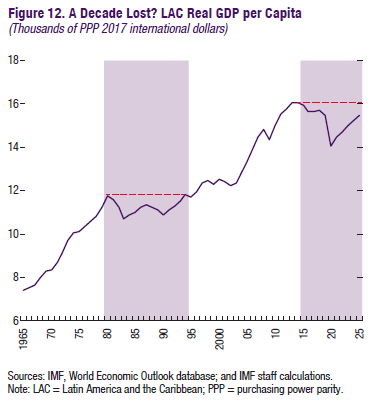 Figure 12. A Decade Lost? LAC Real GDP per Capita
(Thousands of PPP 2017 international dollars)
18
16
14
12
10
8
6
1965 70 75 80 85 90 95 2000 05 10 15 20 25
Sources: IMF, World Economic Outlook database; and IMF staff calculations.
Note: LAC = Latin America and the Caribbean; PPP = purchasing power parity.